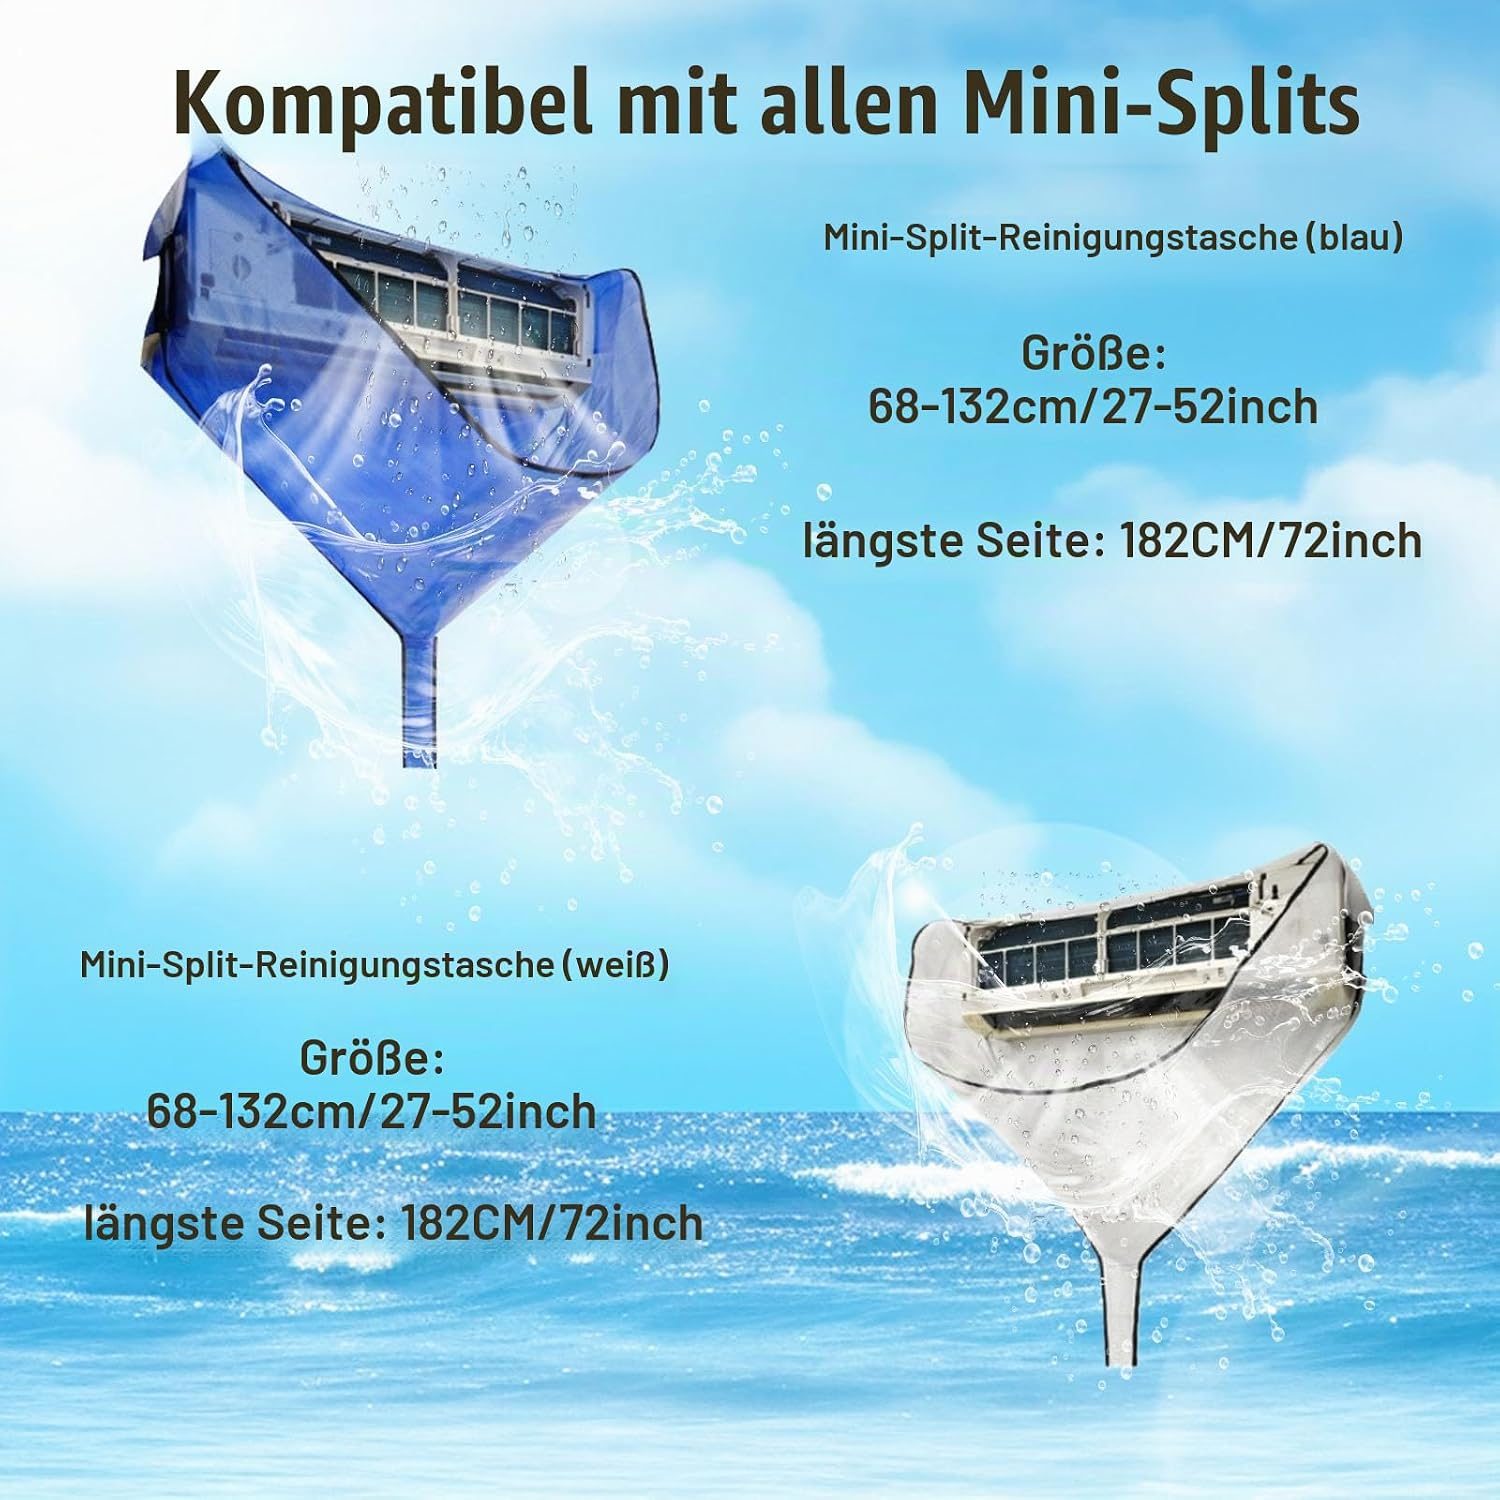 Kompatibel mit allen Mini-Splits
Mini-Split-Reinigungstasche (blau)
Größe:
68-132cm/27-52inch
längste Seite: 182CM/72inch
Mini-Split-Reinigungstasche (weiß)
Größe:
68-132cm/27-52inch
längste Seite: 182CM/72inch